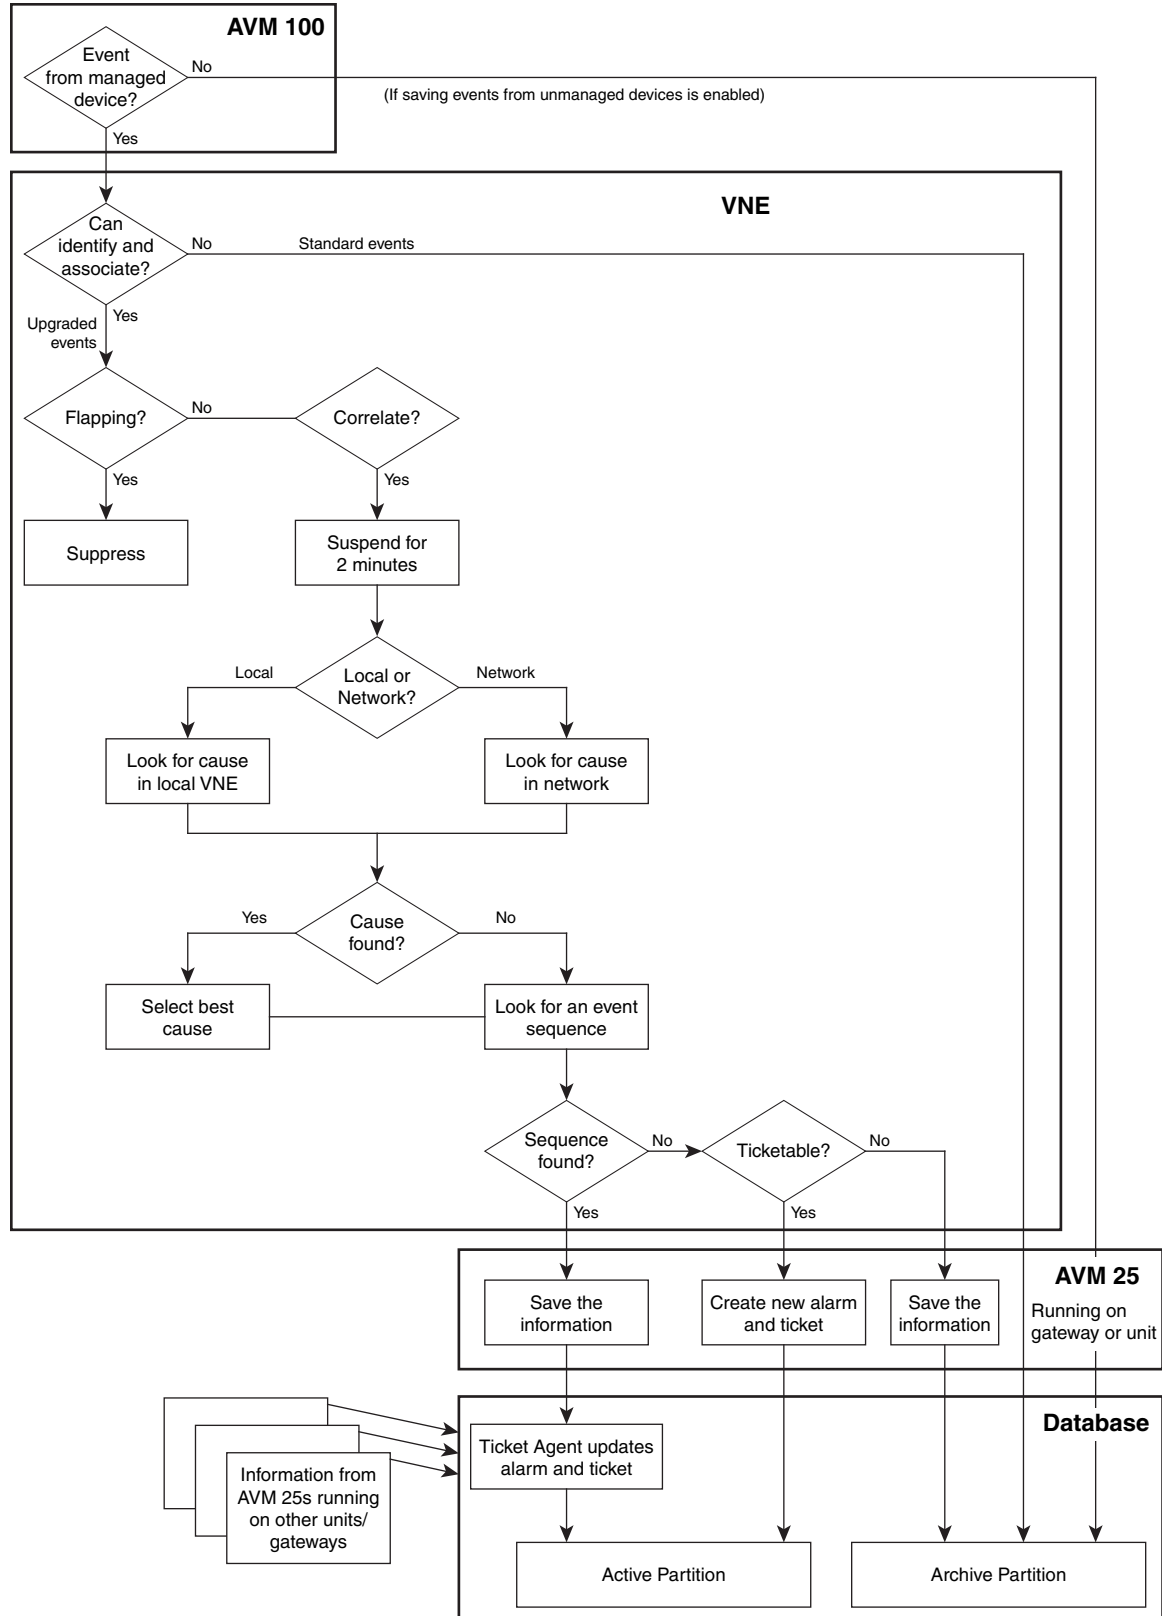 AVM 100
Event
from managed
device?
No
(If saving events from unmanaged devices is enabled)
Yes
VNE
Can
identify and
associate?
No
Standard events
Yes
Upgraded
events
Flapping?
No
Correlate?
Yes
Yes
Suppress
Suspend for
2 minutes
Local
Local or
Network?
Network
Look for cause
in local VNE
Look for cause
in network
Yes
Cause
found?
No
Select best
cause
Look for an event
sequence
Sequence
found?
No
Ticketable?
No
Yes
Yes
AVM 25
Save the
information
Create new alarm
and ticket
Save the
information
Running on
gateway or unit
Database
Ticket Agent updates
alarm and ticket
Information from
AVM 25s running
on other units/
gateways
Active Partition
Archive Partition